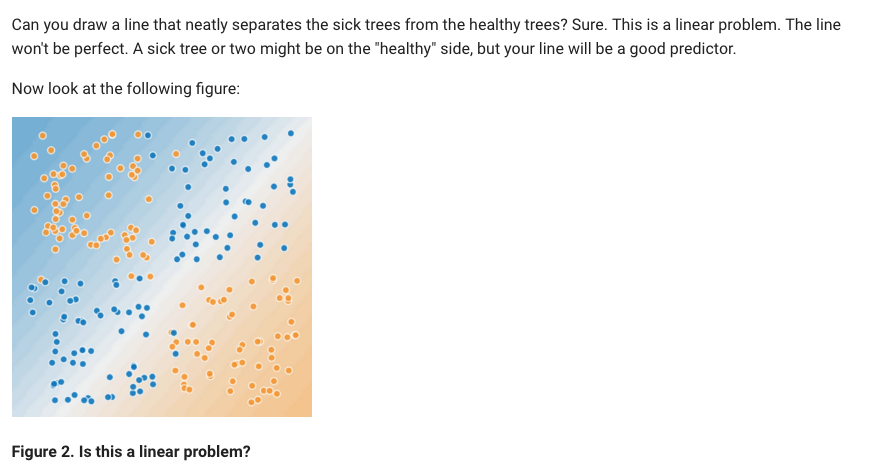 Can you draw a line that neatly separates the sick trees from the healthy trees? Sure. This is a linear problem. The line
won't be perfect. A sick tree or two might be on the "healthy" side, but your line will be a good predictor.
Now look at the following figure:
Figure 2. Is this a linear problem?